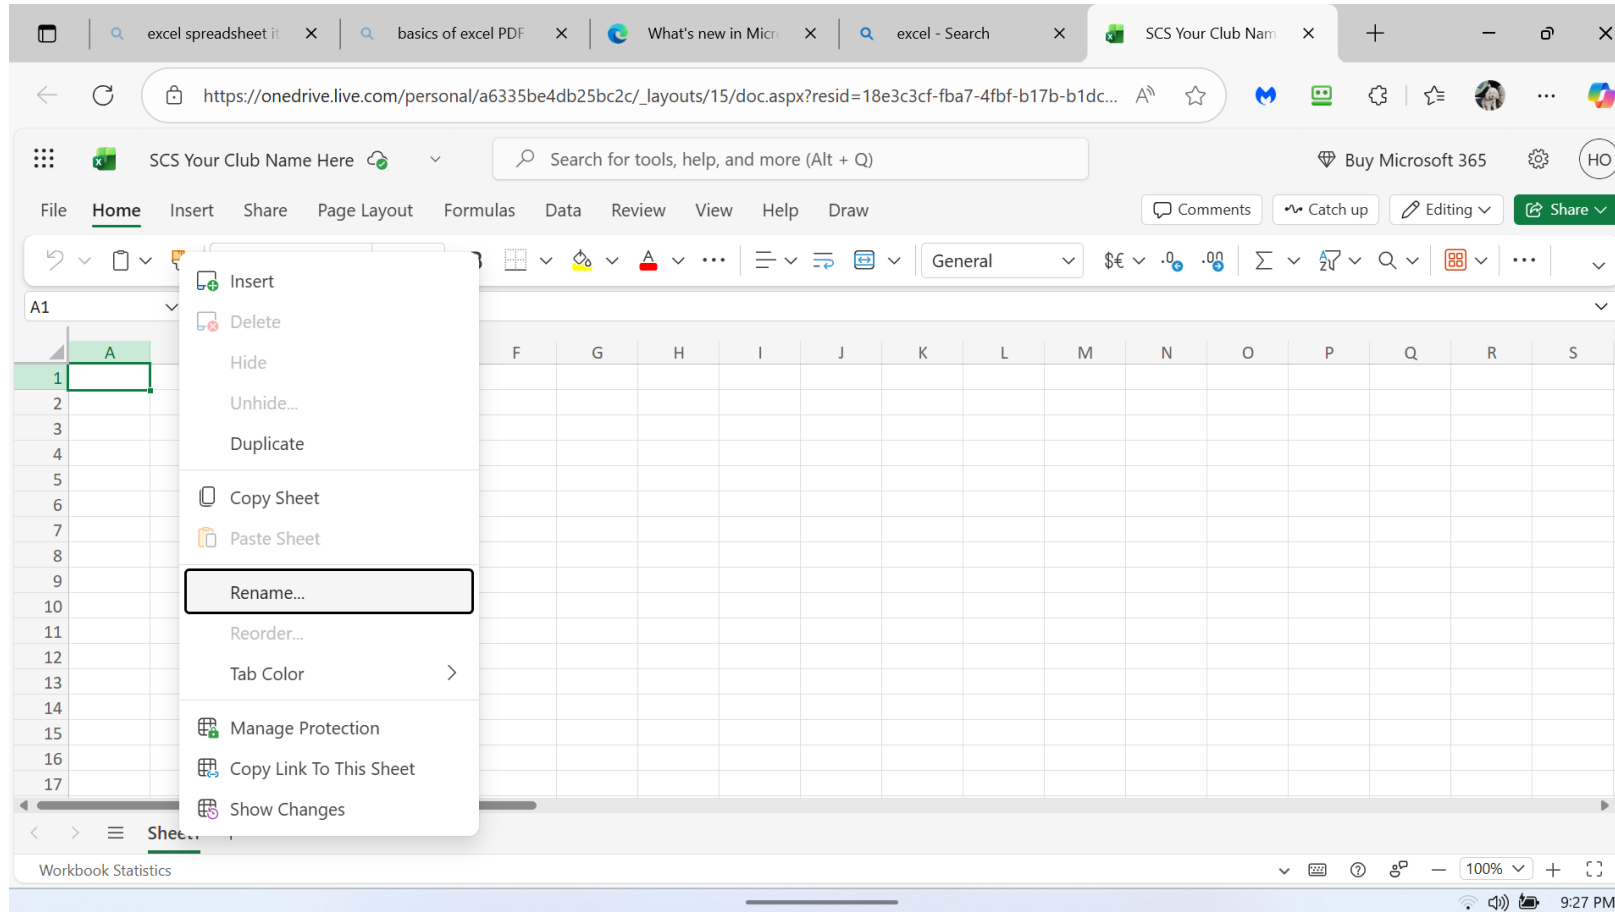 excel spreadsheet it
basics of excel PDF
What's new in Micro
excel - Search
SCS Your Club Nam
https://onedrive.live.com/personal/a6335be4db25bc2c/_layouts/15/doc.aspx?resid=18e3c3cf-fba7-4fbf-b17b-b1dc...
SCS Your Club Name Here
Search for tools, help, and more (Alt + Q)
Buy Microsoft 365
HO
File Home Insert Share Page Layout Formulas Data Review View Help Draw
Comments Catch up Editing Share
General
A1
A F G H I J K L M N O P Q R S
1
2
3
4
5
6
7
8
9
10
11
12
13
14
15
16
17
Insert
Delete
Hide
Unhide...
Duplicate
Copy Sheet
Paste Sheet
Rename...
Reorder...
Tab Color
Manage Protection
Copy Link To This Sheet
Show Changes
Sheet1
Workbook Statistics
100%
9:27 PM